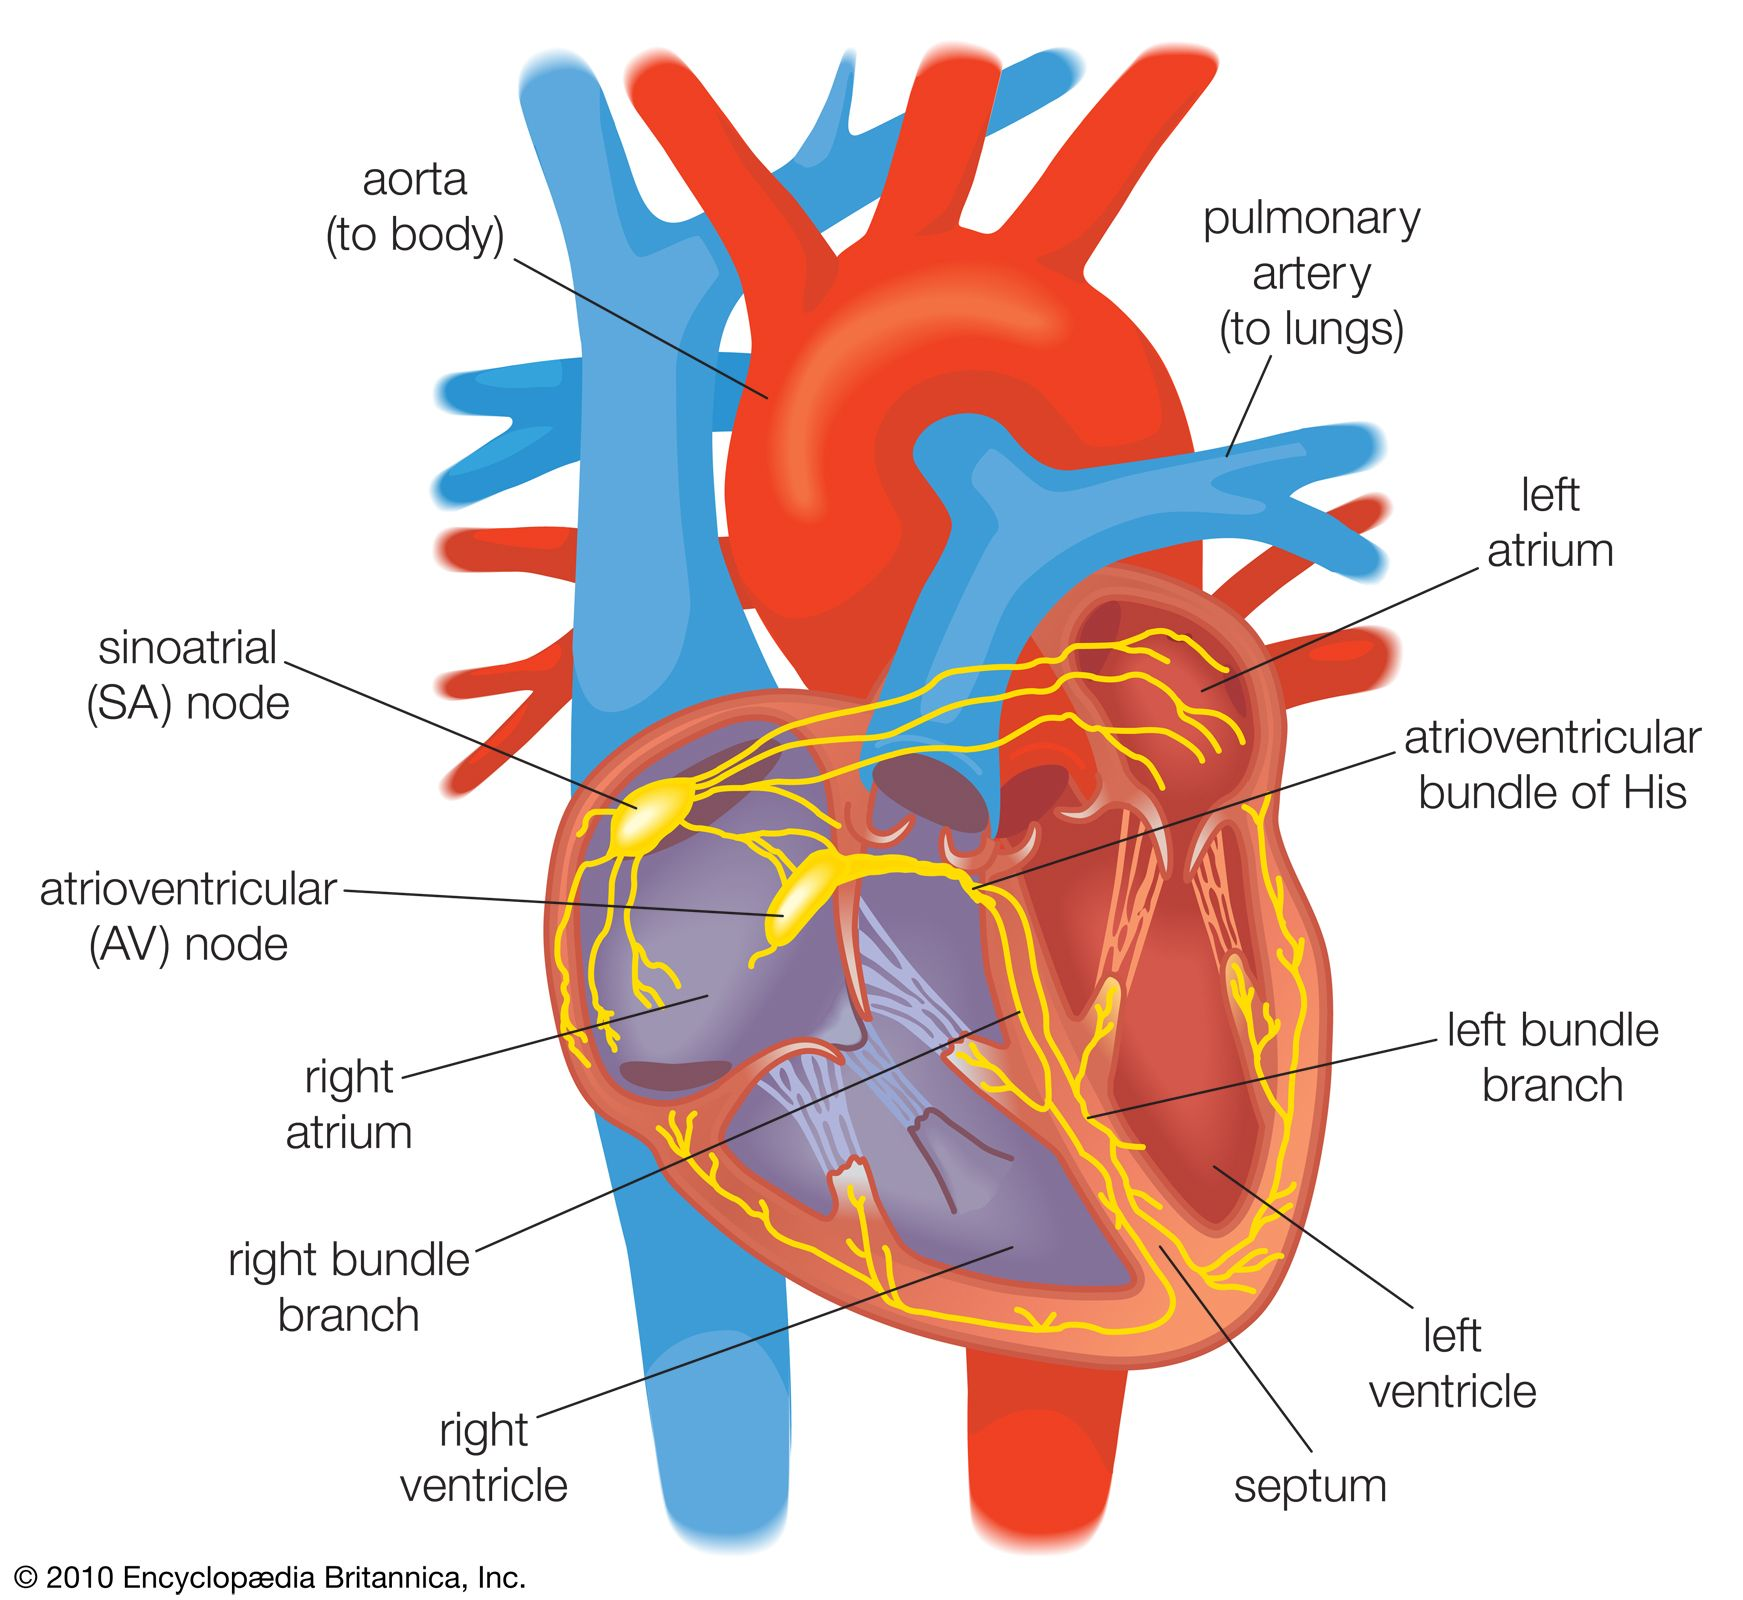 aorta
(to body)
pulmonary
artery
(to lungs)
left
atrium
sinoatrial
(SA) node
atrioventricular
bundle of His
atrioventricular
(AV) node
left bundle
branch
right
atrium
right bundle
branch
left
ventricle
right
ventricle
septum
© 2010 Encyclopædia Britannica, Inc.